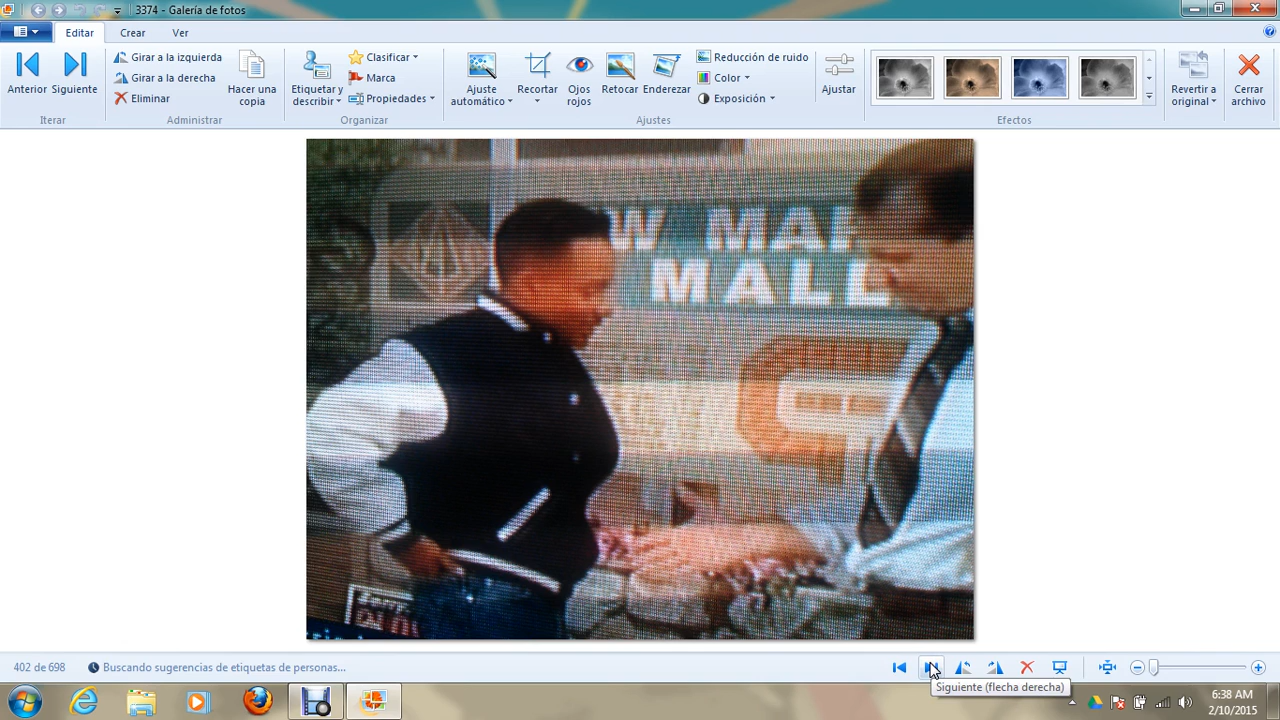 3374 - Galería de fotos
Editar Crear Ver
Anterior
Siguiente
Iterar
Girar a la izquierda
Girar a la derecha
Eliminar
Hacer una copia
Administrar
Etiquetar y describir
Clasificar
Marca
Propiedades
Organizar
Ajuste automático
Recortar
Ojos rojos
Retocar
Enderezar
Reducción de ruido
Color
Exposición
Ajustar
Ajustes
Efectos
Revertir a original
Cerrar archivo
MALL
402 de 698
Buscando sugerencias de etiquetas de personas...
Siguiente (flecha derecha)
6:38 AM
2/10/2015